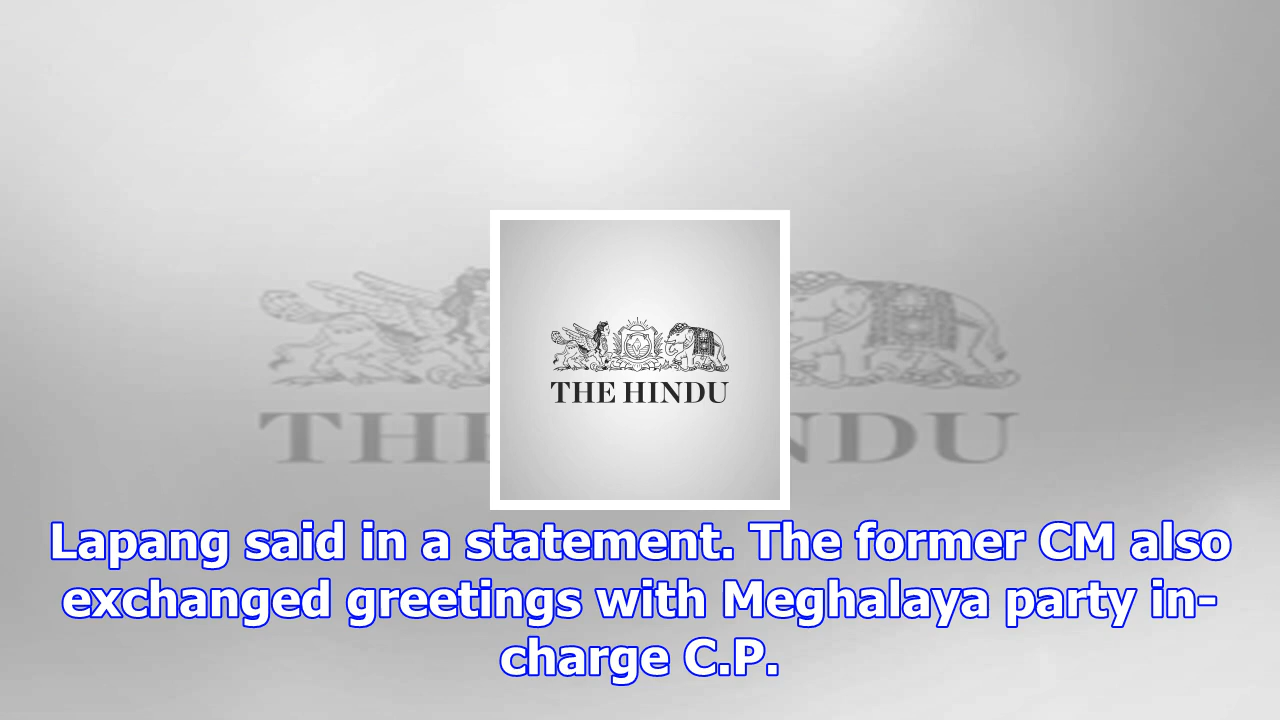 THE HINDU
Lapang said in a statement. The former CM also
exchanged greetings with Meghalaya party in-
charge C.P.